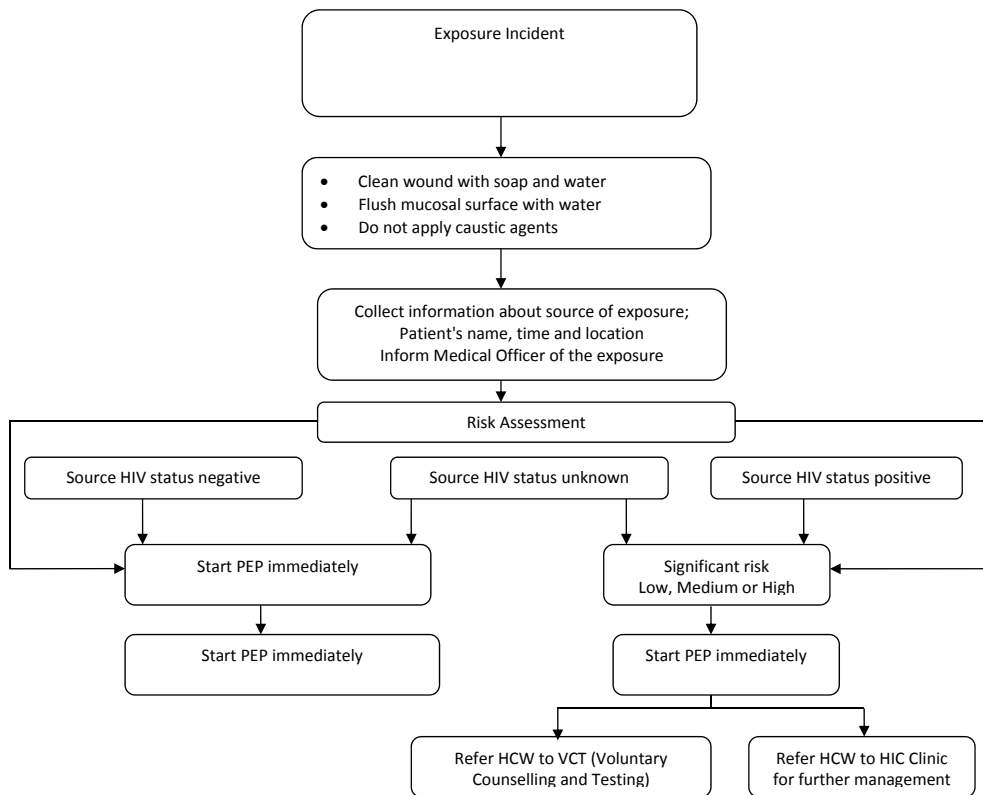 Exposure Incident
• Clean wound with soap and water
• Flush mucosal surface with water
• Do not apply caustic agents
Collect information about source of exposure;
Patient's name, time and location
Inform Medical Officer of the exposure
Risk Assessment
Source HIV status negative
Source HIV status unknown
Source HIV status positive
Start PEP immediately
Significant risk
Low, Medium or High
Start PEP immediately
Start PEP immediately
Refer HCW to VCT (Voluntary
Counselling and Testing)
Refer HCW to HIC Clinic
for further management